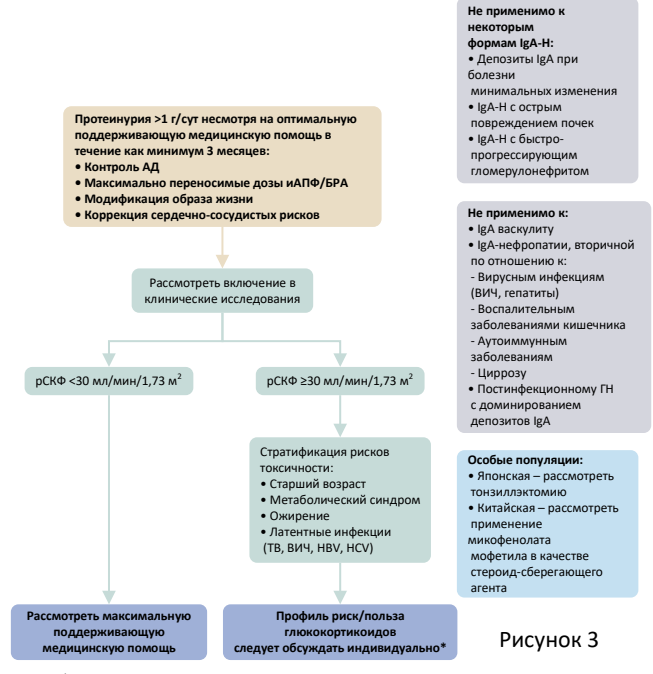 Протеинурия >1 г/сут несмотря на оптимальную
поддерживающую медицинскую помощь в
течение как минимум 3 месяцев:
• Контроль АД
• Максимально переносимые дозы иАПФ/БРА
• Модификация образа жизни
• Коррекция сердечно-сосудистых рисков
Рассмотреть включение в
клинические исследования
рСКФ <30 мл/мин/1,73 м²
рСКФ ≥30 мл/мин/1,73 м²
Стратификация рисков
токсичности:
• Старший возраст
• Метаболический синдром
• Ожирение
• Латентные инфекции
(ТВ, ВИЧ, HBV, HCV)
Рассмотреть максимальную
поддерживающую
медицинскую помощь
Профиль риск/польза
глюкокортикоидов
следует обсуждать индивидуально*
Не применимо к
некоторым
формам IgA-Н:
• Депозиты IgA при
болезни
минимальных изменения
• IgA-Н с острым
повреждением почек
• IgA-Н с быстро-
прогрессирующим
гломерулонефритом
Не применимо к:
• IgA васкулиту
• IgA-нефропатии, вторичной
по отношению к:
- Вирусным инфекциям
(ВИЧ, гепатиты)
- Воспалительным
заболеваниями кишечника
- Аутоиммунным
заболеваниям
- Циррозу
• Постинфекционному ГН
с доминированием
депозитов IgA
Особые популяции:
• Японская – рассмотреть
тонзиллэктомию
• Китайская – рассмотреть
применение
микофенолата
мофетила в качестве
стероид-сберегающего
агента
Рисунок 3